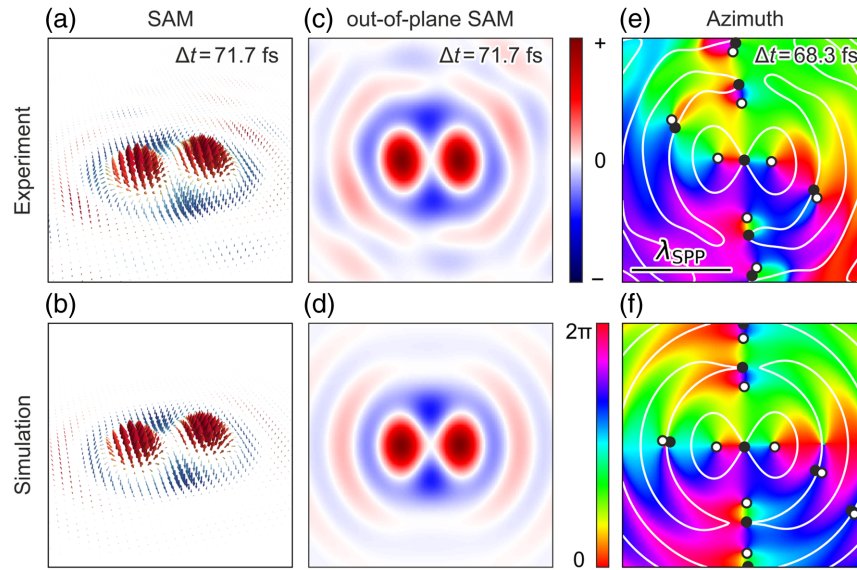 (a) SAM
(c) out-of-plane SAM
(e) Azimuth
Δt=71.7 fs
Δt=71.7 fs
Δt=68.3 fs
Experiment
+
0
−
λSPP
(b)
(d)
(f)
2π
Simulation
0